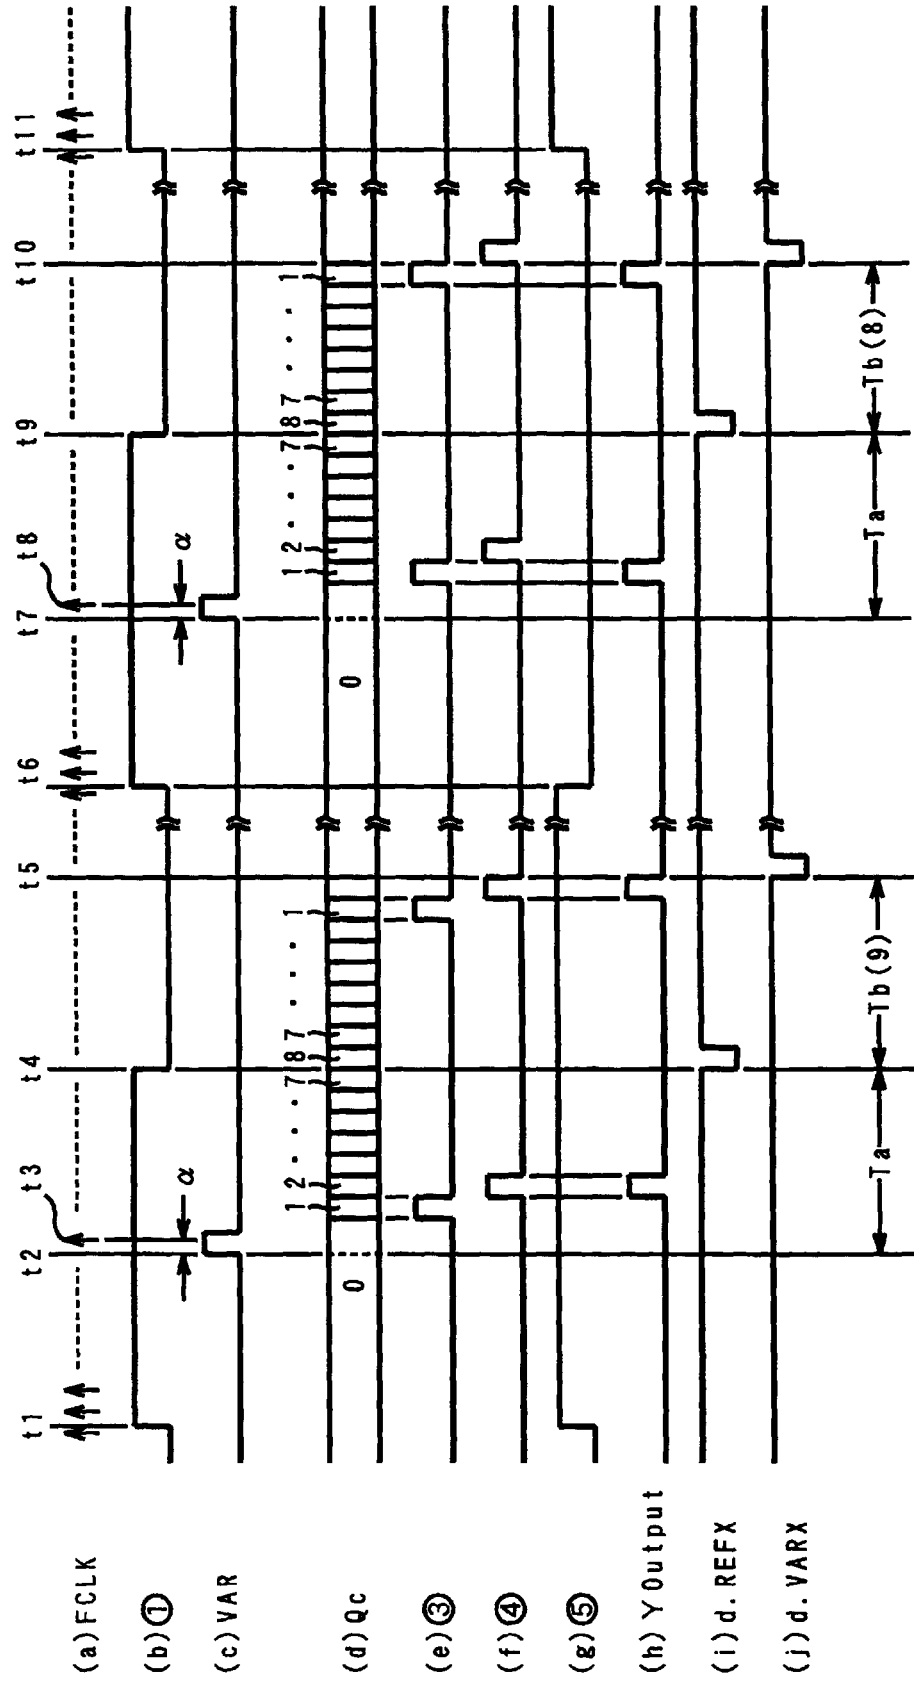 t1 t2 t3 t4 t5 t6 t7 t8 t9 t10 t11
(a) FCLK
(b) ①
(c) VAR
α α
1 2 · · · 7 8 7 · · · 1 1 2 · · · 7 8 7 · · · 1
(d) Qc 0 0
(e) ③
(f) ④
(g) ⑤
(h) Y Output
(i) d. REFX
(j) d. VARX
Ta Tb(9) Ta Tb(8)